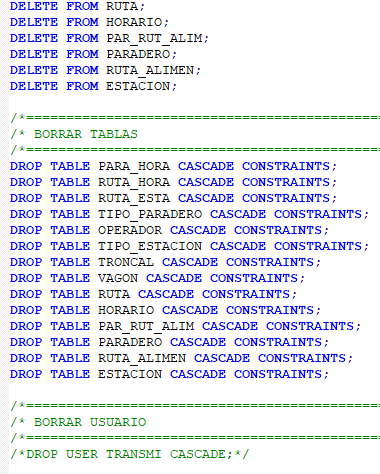 DELETE FROM RUTA;
DELETE FROM HORARIO;
DELETE FROM PAR_RUT_ALIM;
DELETE FROM PARADERO;
DELETE FROM RUTA_ALIMEN;
DELETE FROM ESTACION;
/*==============================================
/* BORRAR TABLAS
/*==============================================
DROP TABLE PARA_HORA CASCADE CONSTRAINTS;
DROP TABLE RUTA_HORA CASCADE CONSTRAINTS;
DROP TABLE RUTA_ESTA CASCADE CONSTRAINTS;
DROP TABLE TIPO_PARADERO CASCADE CONSTRAINTS;
DROP TABLE OPERADOR CASCADE CONSTRAINTS;
DROP TABLE TIPO_ESTACION CASCADE CONSTRAINTS;
DROP TABLE TRONCAL CASCADE CONSTRAINTS;
DROP TABLE VAGON CASCADE CONSTRAINTS;
DROP TABLE RUTA CASCADE CONSTRAINTS;
DROP TABLE HORARIO CASCADE CONSTRAINTS;
DROP TABLE PAR_RUT_ALIM CASCADE CONSTRAINTS;
DROP TABLE PARADERO CASCADE CONSTRAINTS;
DROP TABLE RUTA_ALIMEN CASCADE CONSTRAINTS;
DROP TABLE ESTACION CASCADE CONSTRAINTS;
/*==============================================
/* BORRAR USUARIO
/*==============================================
/*DROP USER TRANSMI CASCADE;*/